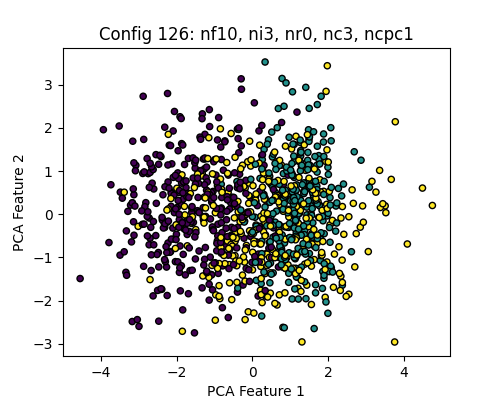 Config 126: nf10, ni3, nr0, nc3, ncpc1
PCA Feature 2
3
2
1
0
−1
−2
−3
−4 −2 0 2 4
PCA Feature 1